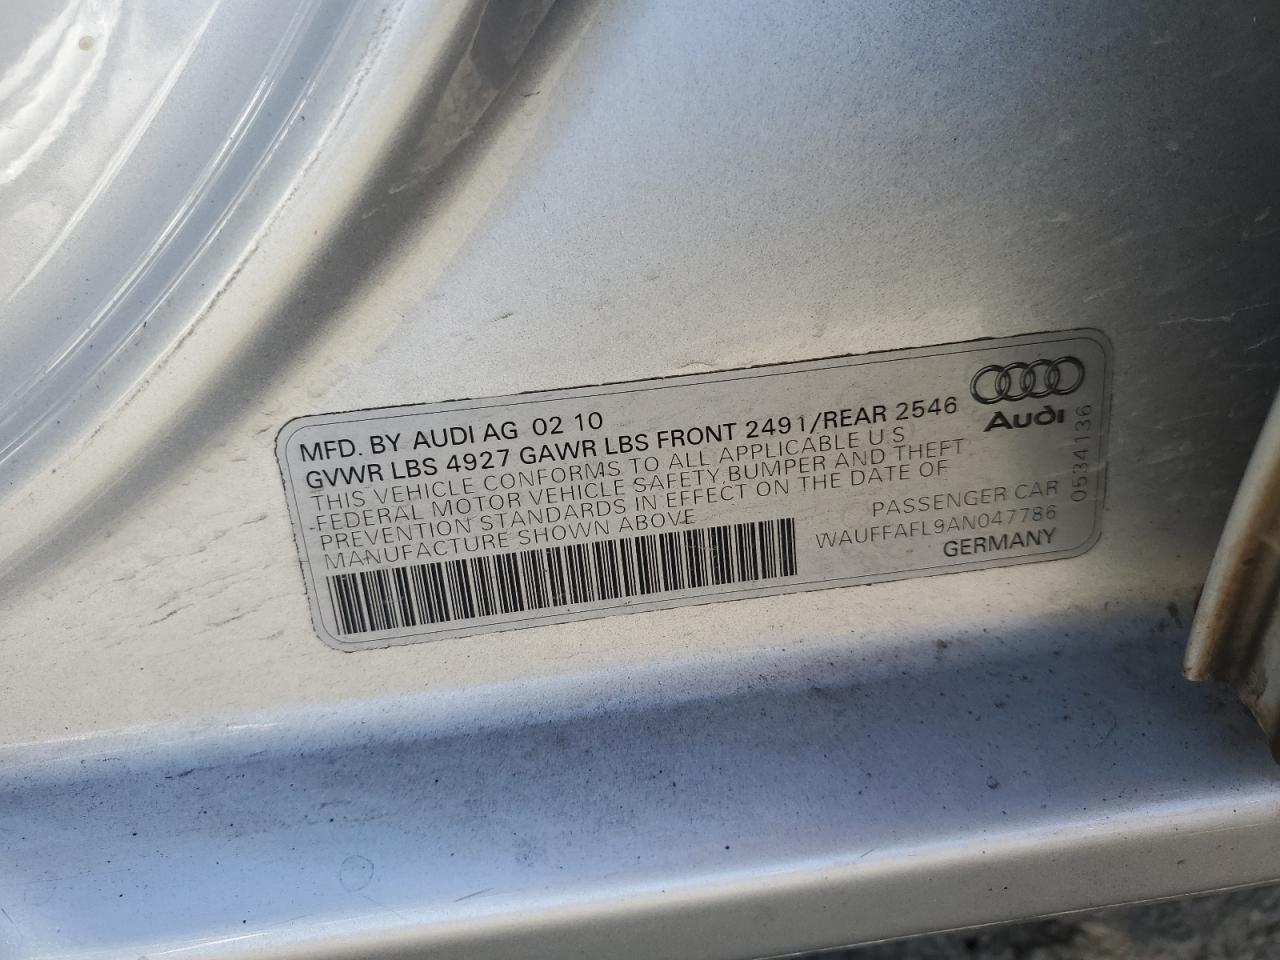 MFD. BY AUDI AG 02 10
GVWR LBS 4927 GAWR LBS FRONT 2491/REAR 2546
THIS VEHICLE CONFORMS TO ALL APPLICABLE U S
-FEDERAL MOTOR VEHICLE SAFETY,BUMPER AND THEFT
PREVENTION STANDARDS IN EFFECT ON THE DATE OF
MANUFACTURE SHOWN ABOVE
PASSENGER CAR
WAUFFAFL9AN047786
GERMANY
Audi
0534136